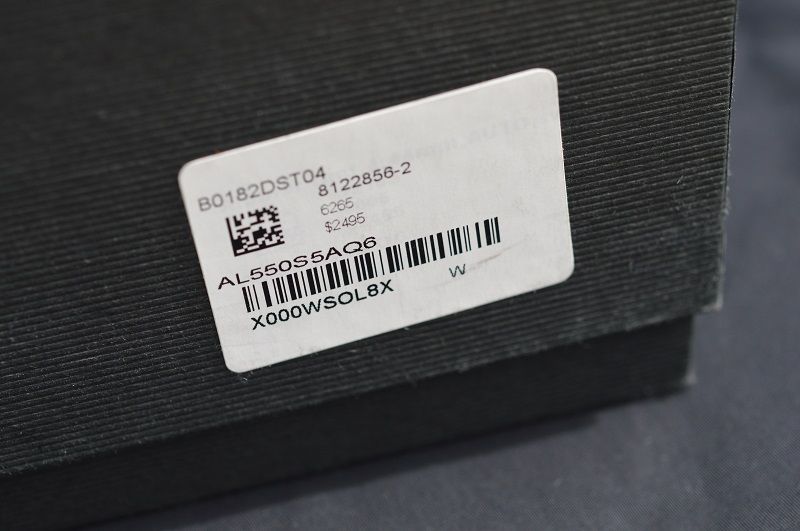 B0182DST04
8122856-2
6265
$2495
AL550S5AQ6
X000WSOL8X
W